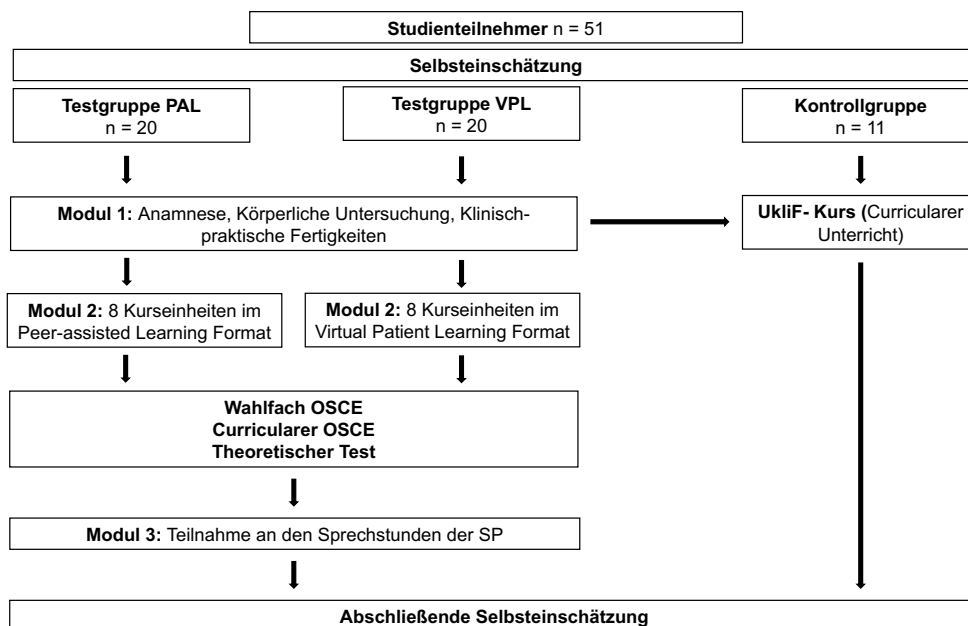 Studienteilnehmer n = 51
Selbsteinschätzung
Testgruppe PAL
n = 20
Testgruppe VPL
n = 20
Kontrollgruppe
n = 11
Modul 1: Anamnese, Körperliche Untersuchung, Klinisch-
praktische Fertigkeiten
UkliF- Kurs (Curricularer
Unterricht)
Modul 2: 8 Kurseinheiten im
Peer-assisted Learning Format
Modul 2: 8 Kurseinheiten im
Virtual Patient Learning Format
Wahlfach OSCE
Curricularer OSCE
Theoretischer Test
Modul 3: Teilnahme an den Sprechstunden der SP
Abschließende Selbsteinschätzung